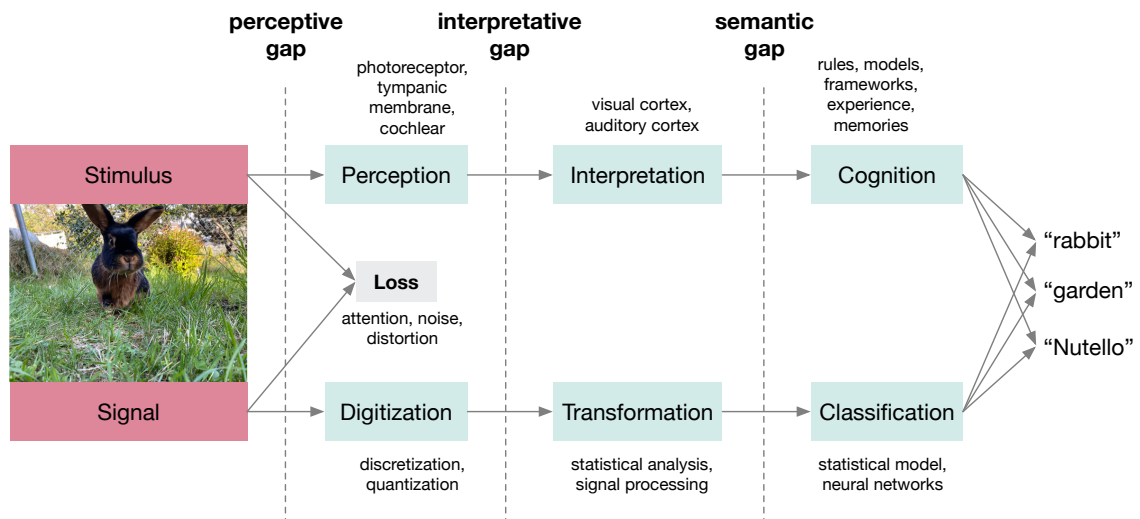 perceptive
gap
interpretative
gap
semantic
gap
photoreceptor,
tympanic
membrane,
cochlear
visual cortex,
auditory cortex
rules, models,
frameworks,
experience,
memories
Stimulus
Perception
Interpretation
Cognition
“rabbit”
Loss
“garden”
attention, noise,
distortion
“Nutello”
Signal
Digitization
Transformation
Classification
discretization,
quantization
statistical analysis,
signal processing
statistical model,
neural networks